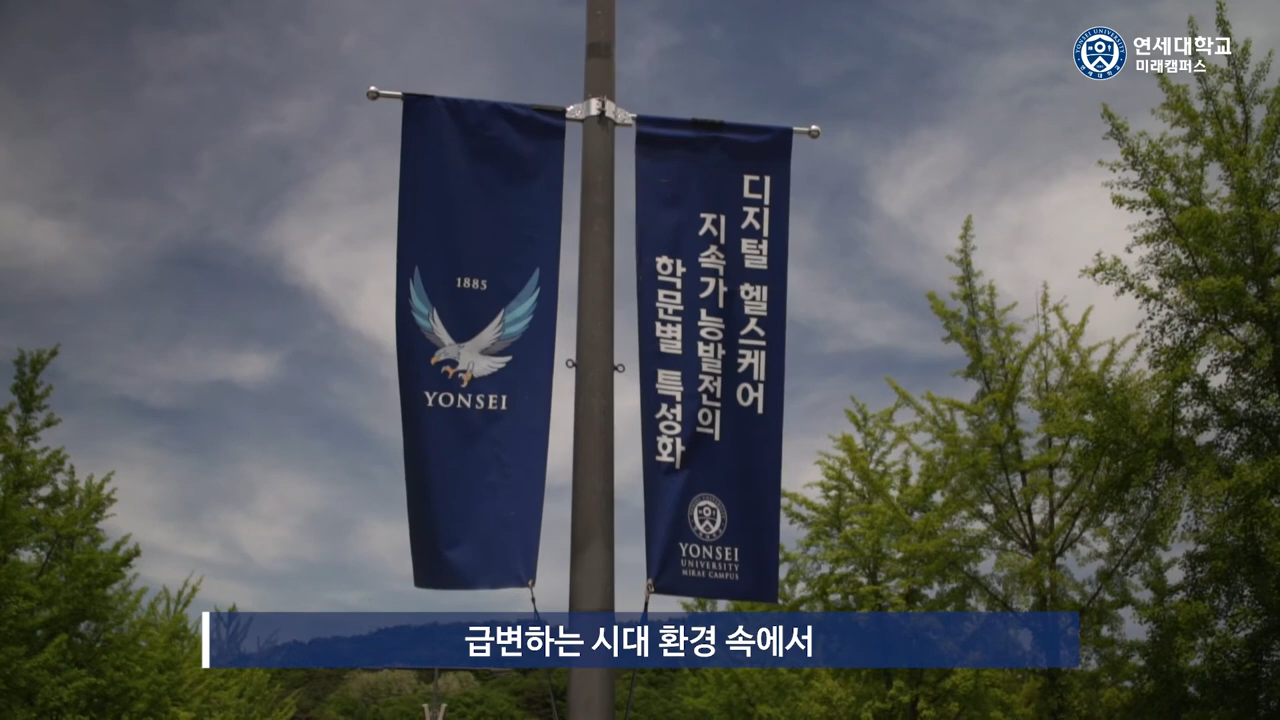 연세대학교
미래캠퍼스
1885
YONSEI
디지털 헬스케어
지속가능발전의
학문별 특성화
YONSEI
UNIVERSITY
MIRAE CAMPUS
급변하는 시대 환경 속에서